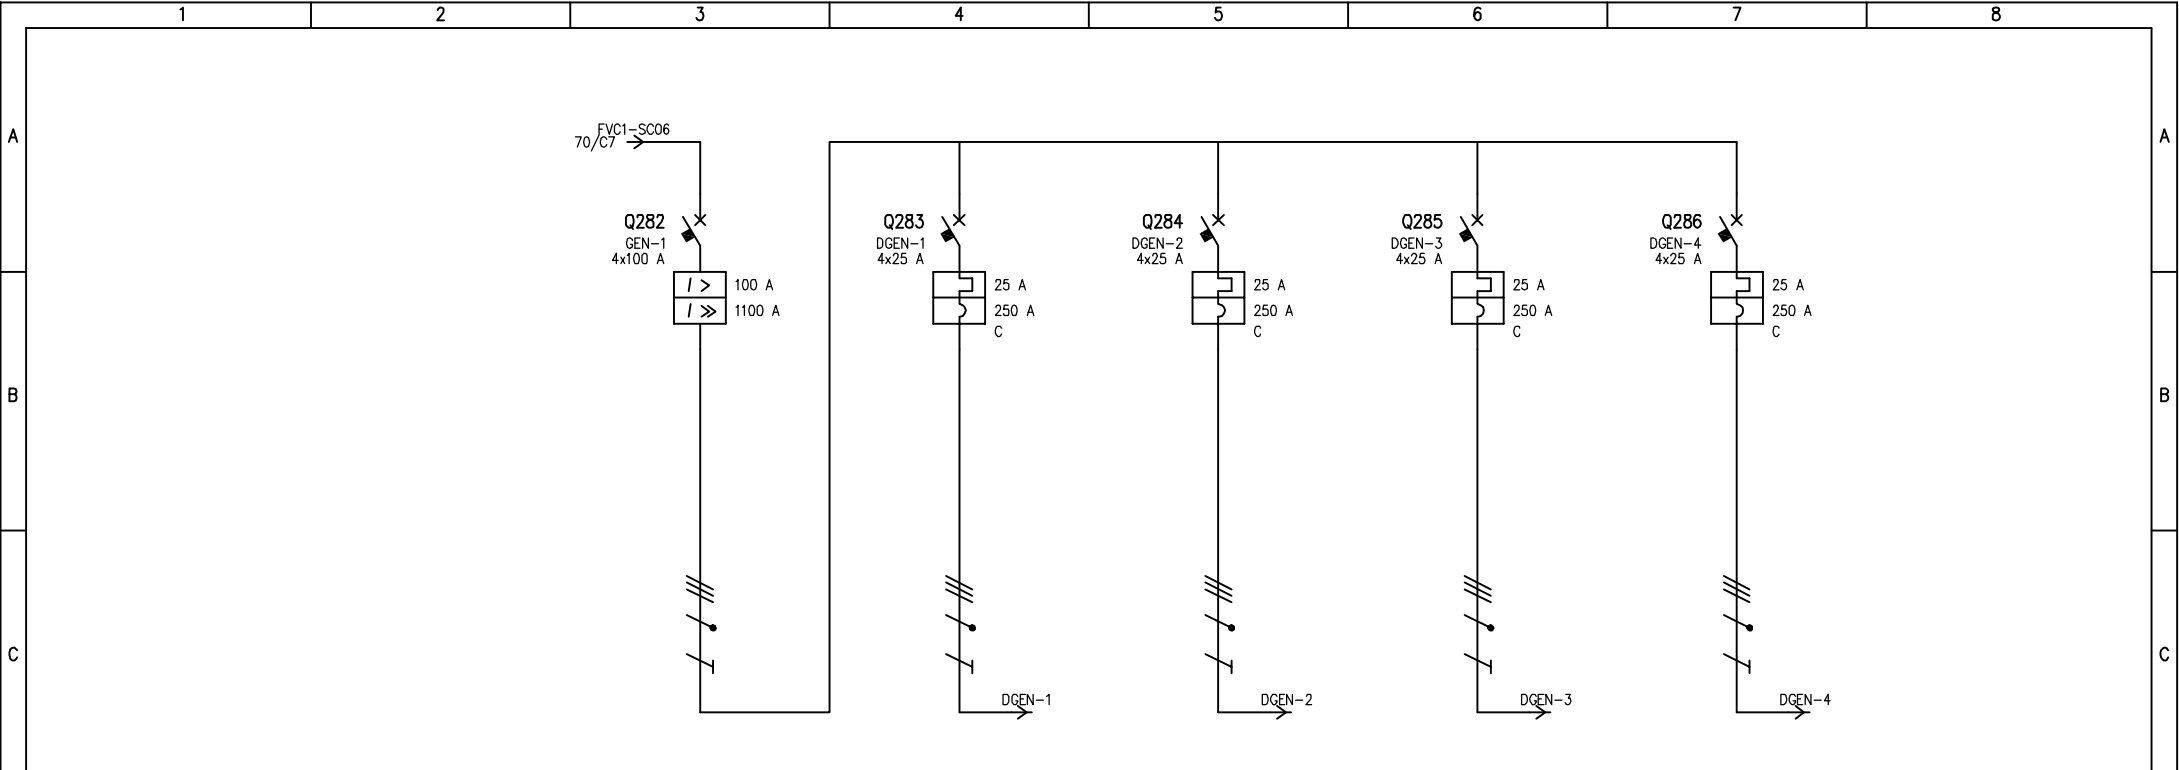 1 2 3 4 5 6 7 8
A A
FVC1-SC06
70/C7
Q282 Q283 Q284 Q285 Q286
GEN-1 DGEN-1 DGEN-2 DGEN-3 DGEN-4
4x100 A 4x25 A 4x25 A 4x25 A 4x25 A
I > 100 A 25 A 25 A 25 A 25 A
I >> 1100 A 250 A 250 A 250 A 250 A
C C C C
B B
C C
DGEN-1 DGEN-2 DGEN-3 DGEN-4